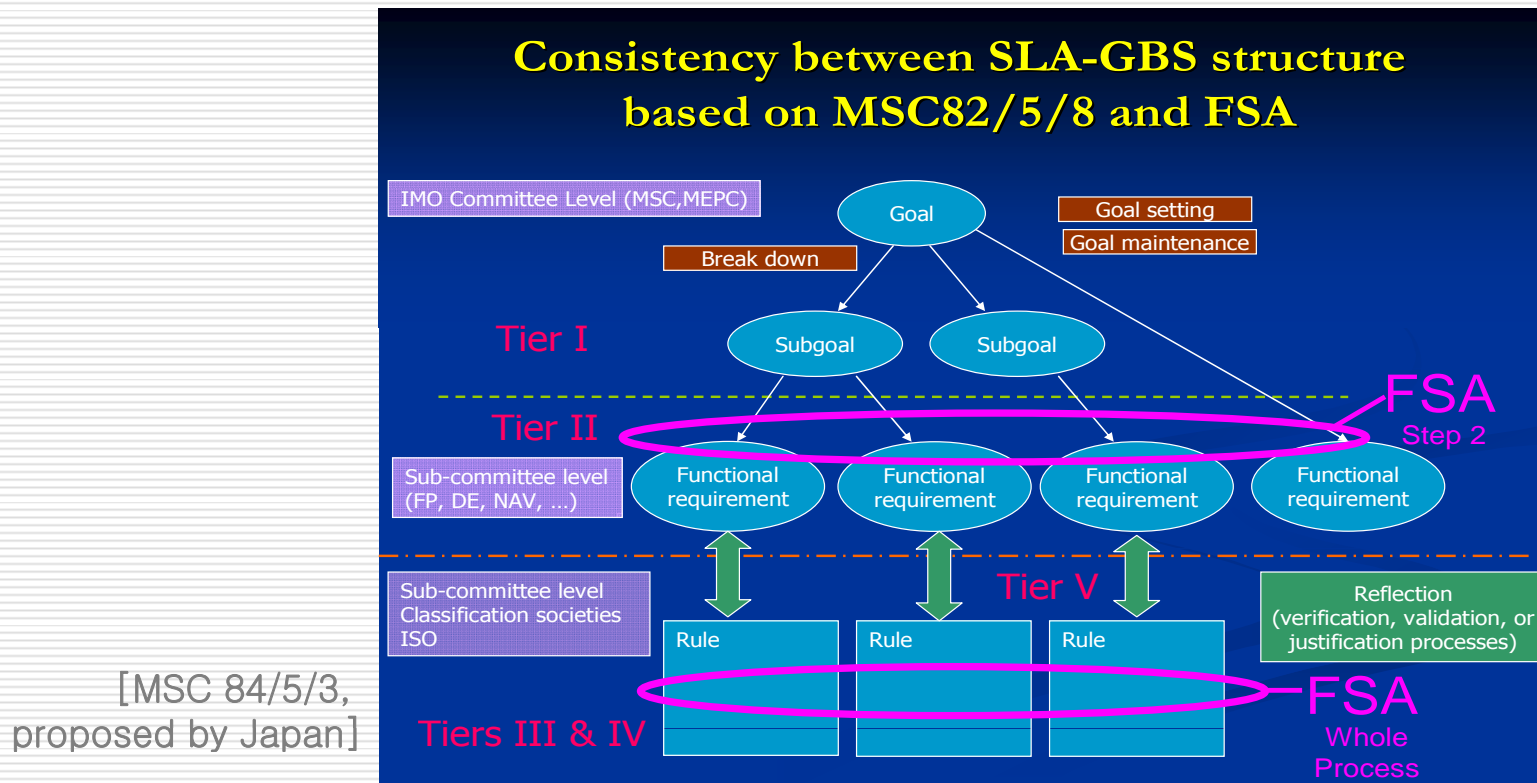 Consistency between SLA-GBS structure
based on MSC82/5/8 and FSA
IMO Committee Level (MSC,MEPC)
Goal
Goal setting
Goal maintenance
Break down
Tier I
Subgoal
Subgoal
FSA
Step 2
Tier II
Sub-committee level
(FP, DE, NAV, ...)
Functional
requirement
Functional
requirement
Functional
requirement
Functional
requirement
Tier V
Sub-committee level
Classification societies
ISO
Reflection
(verification, validation, or
justification processes)
Rule
Rule
Rule
[MSC 84/5/3,
proposed by Japan]
Tiers III & IV
FSA
Whole
Process